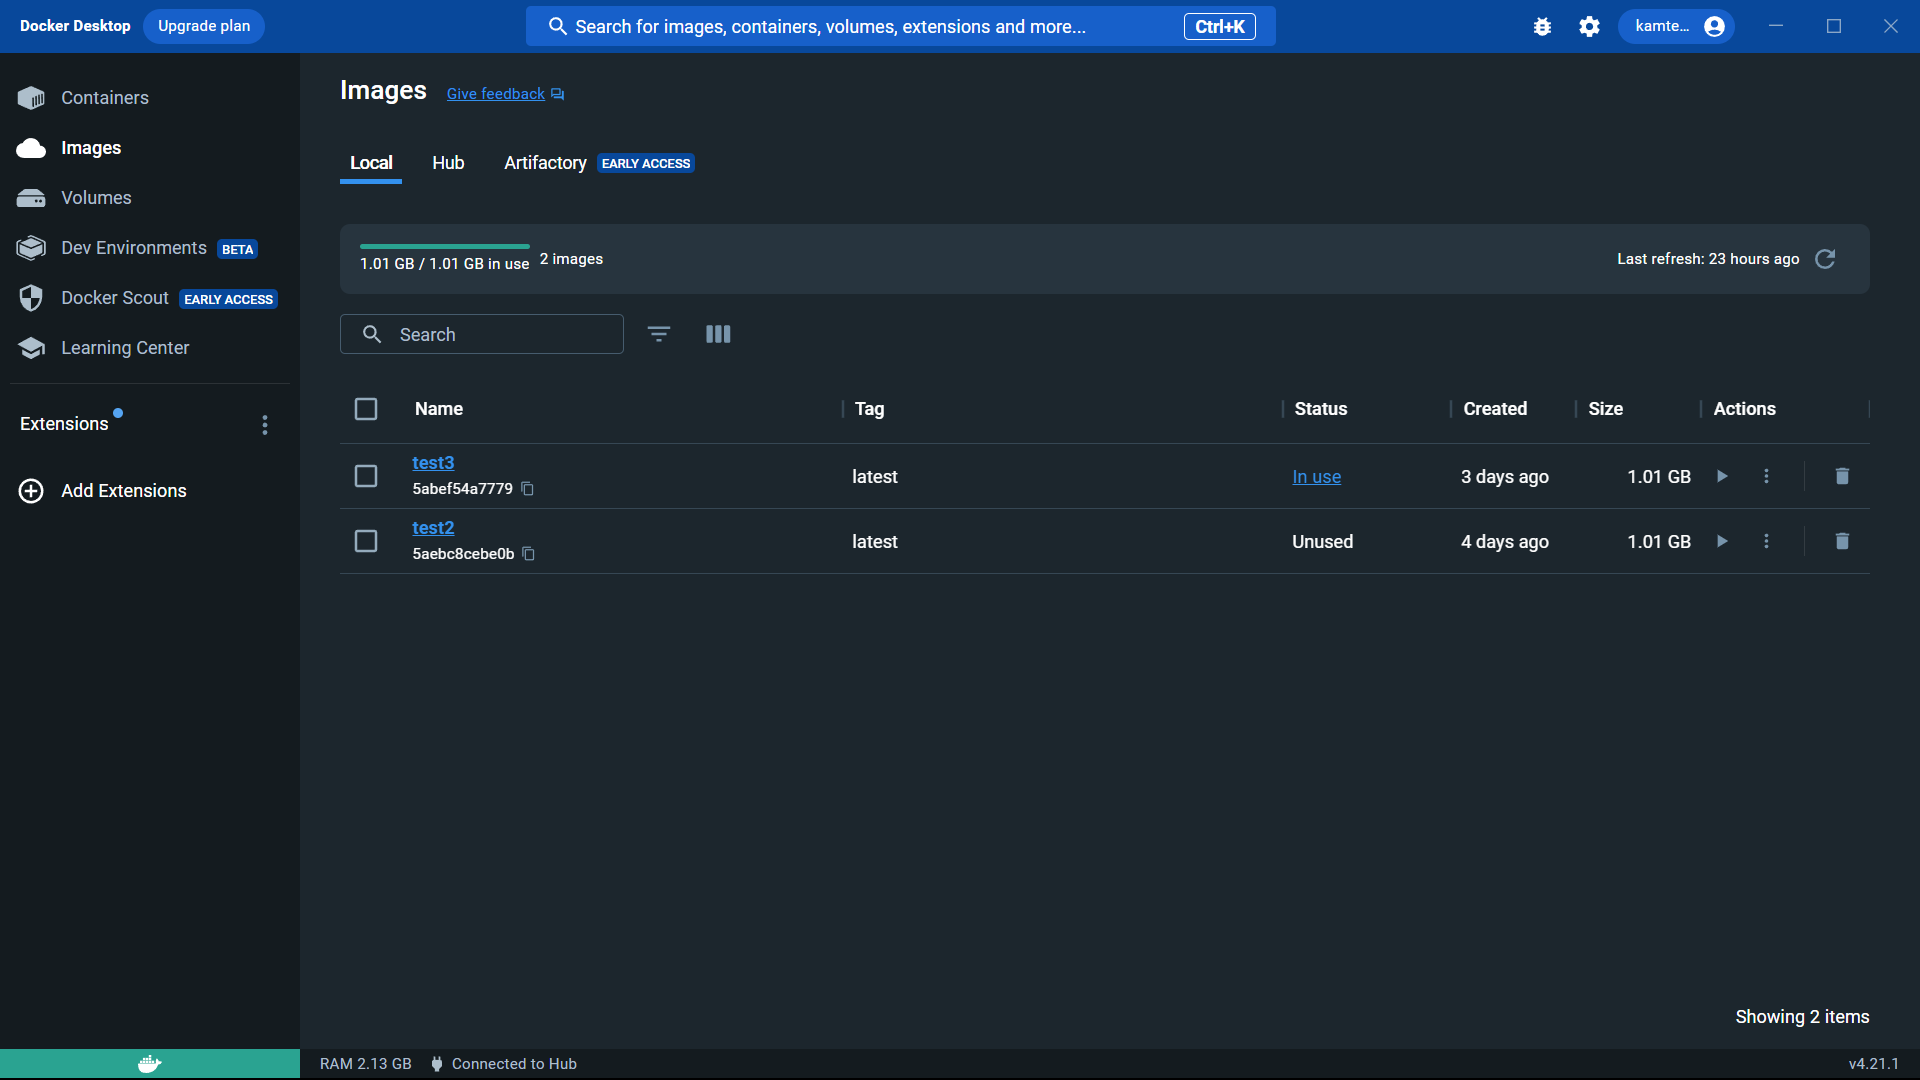 Docker Desktop
Upgrade plan
Search for images, containers, volumes, extensions and more...
Ctrl+K
kamte...
Containers
Images
Volumes
Dev Environments BETA
Docker Scout EARLY ACCESS
Learning Center
Extensions
Add Extensions
Images Give feedback
Local Hub Artifactory EARLY ACCESS
1.01 GB / 1.01 GB in use 2 images
Last refresh: 23 hours ago
Search
Name Tag Status Created Size Actions
test3
5abef54a7779
latest In use 3 days ago 1.01 GB
test2
5aebc8cebe0b
latest Unused 4 days ago 1.01 GB
Showing 2 items
RAM 2.13 GB Connected to Hub v4.21.1